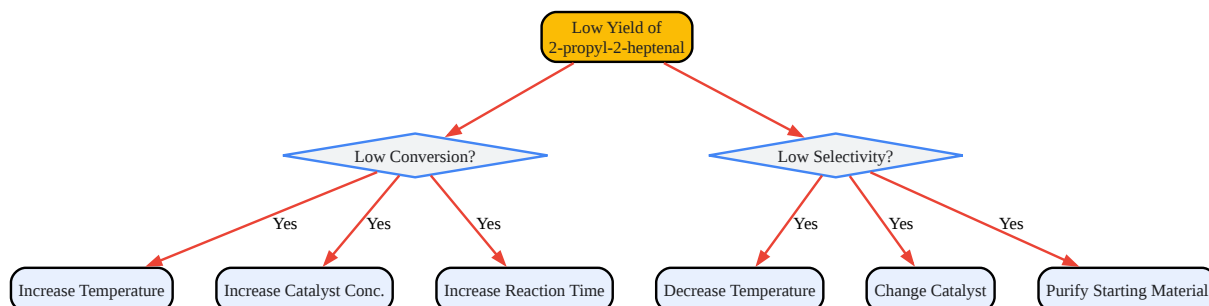 Low Yield of
2-propyl-2-heptenal
Low Conversion?
Low Selectivity?
Yes
Yes
Yes
Yes
Yes
Yes
Increase Temperature
Increase Catalyst Conc.
Increase Reaction Time
Decrease Temperature
Change Catalyst
Purify Starting Material